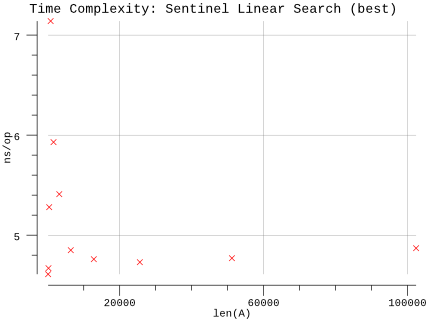 Time Complexity: Sentinel Linear Search (best)
7
6
5
ns/op
20000 60000 100000
len(A)